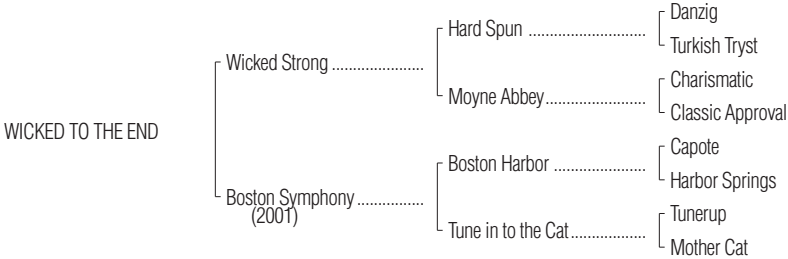 Danzig
Hard Spun ..........................
Turkish Tryst
Wicked Strong .....................
Charismatic
Moyne Abbey.......................
Classic Approval
WICKED TO THE END
Capote
Boston Harbor .....................
Harbor Springs
Boston Symphony...............
(2001)
Tunerup
Tune in to the Cat.................
Mother Cat